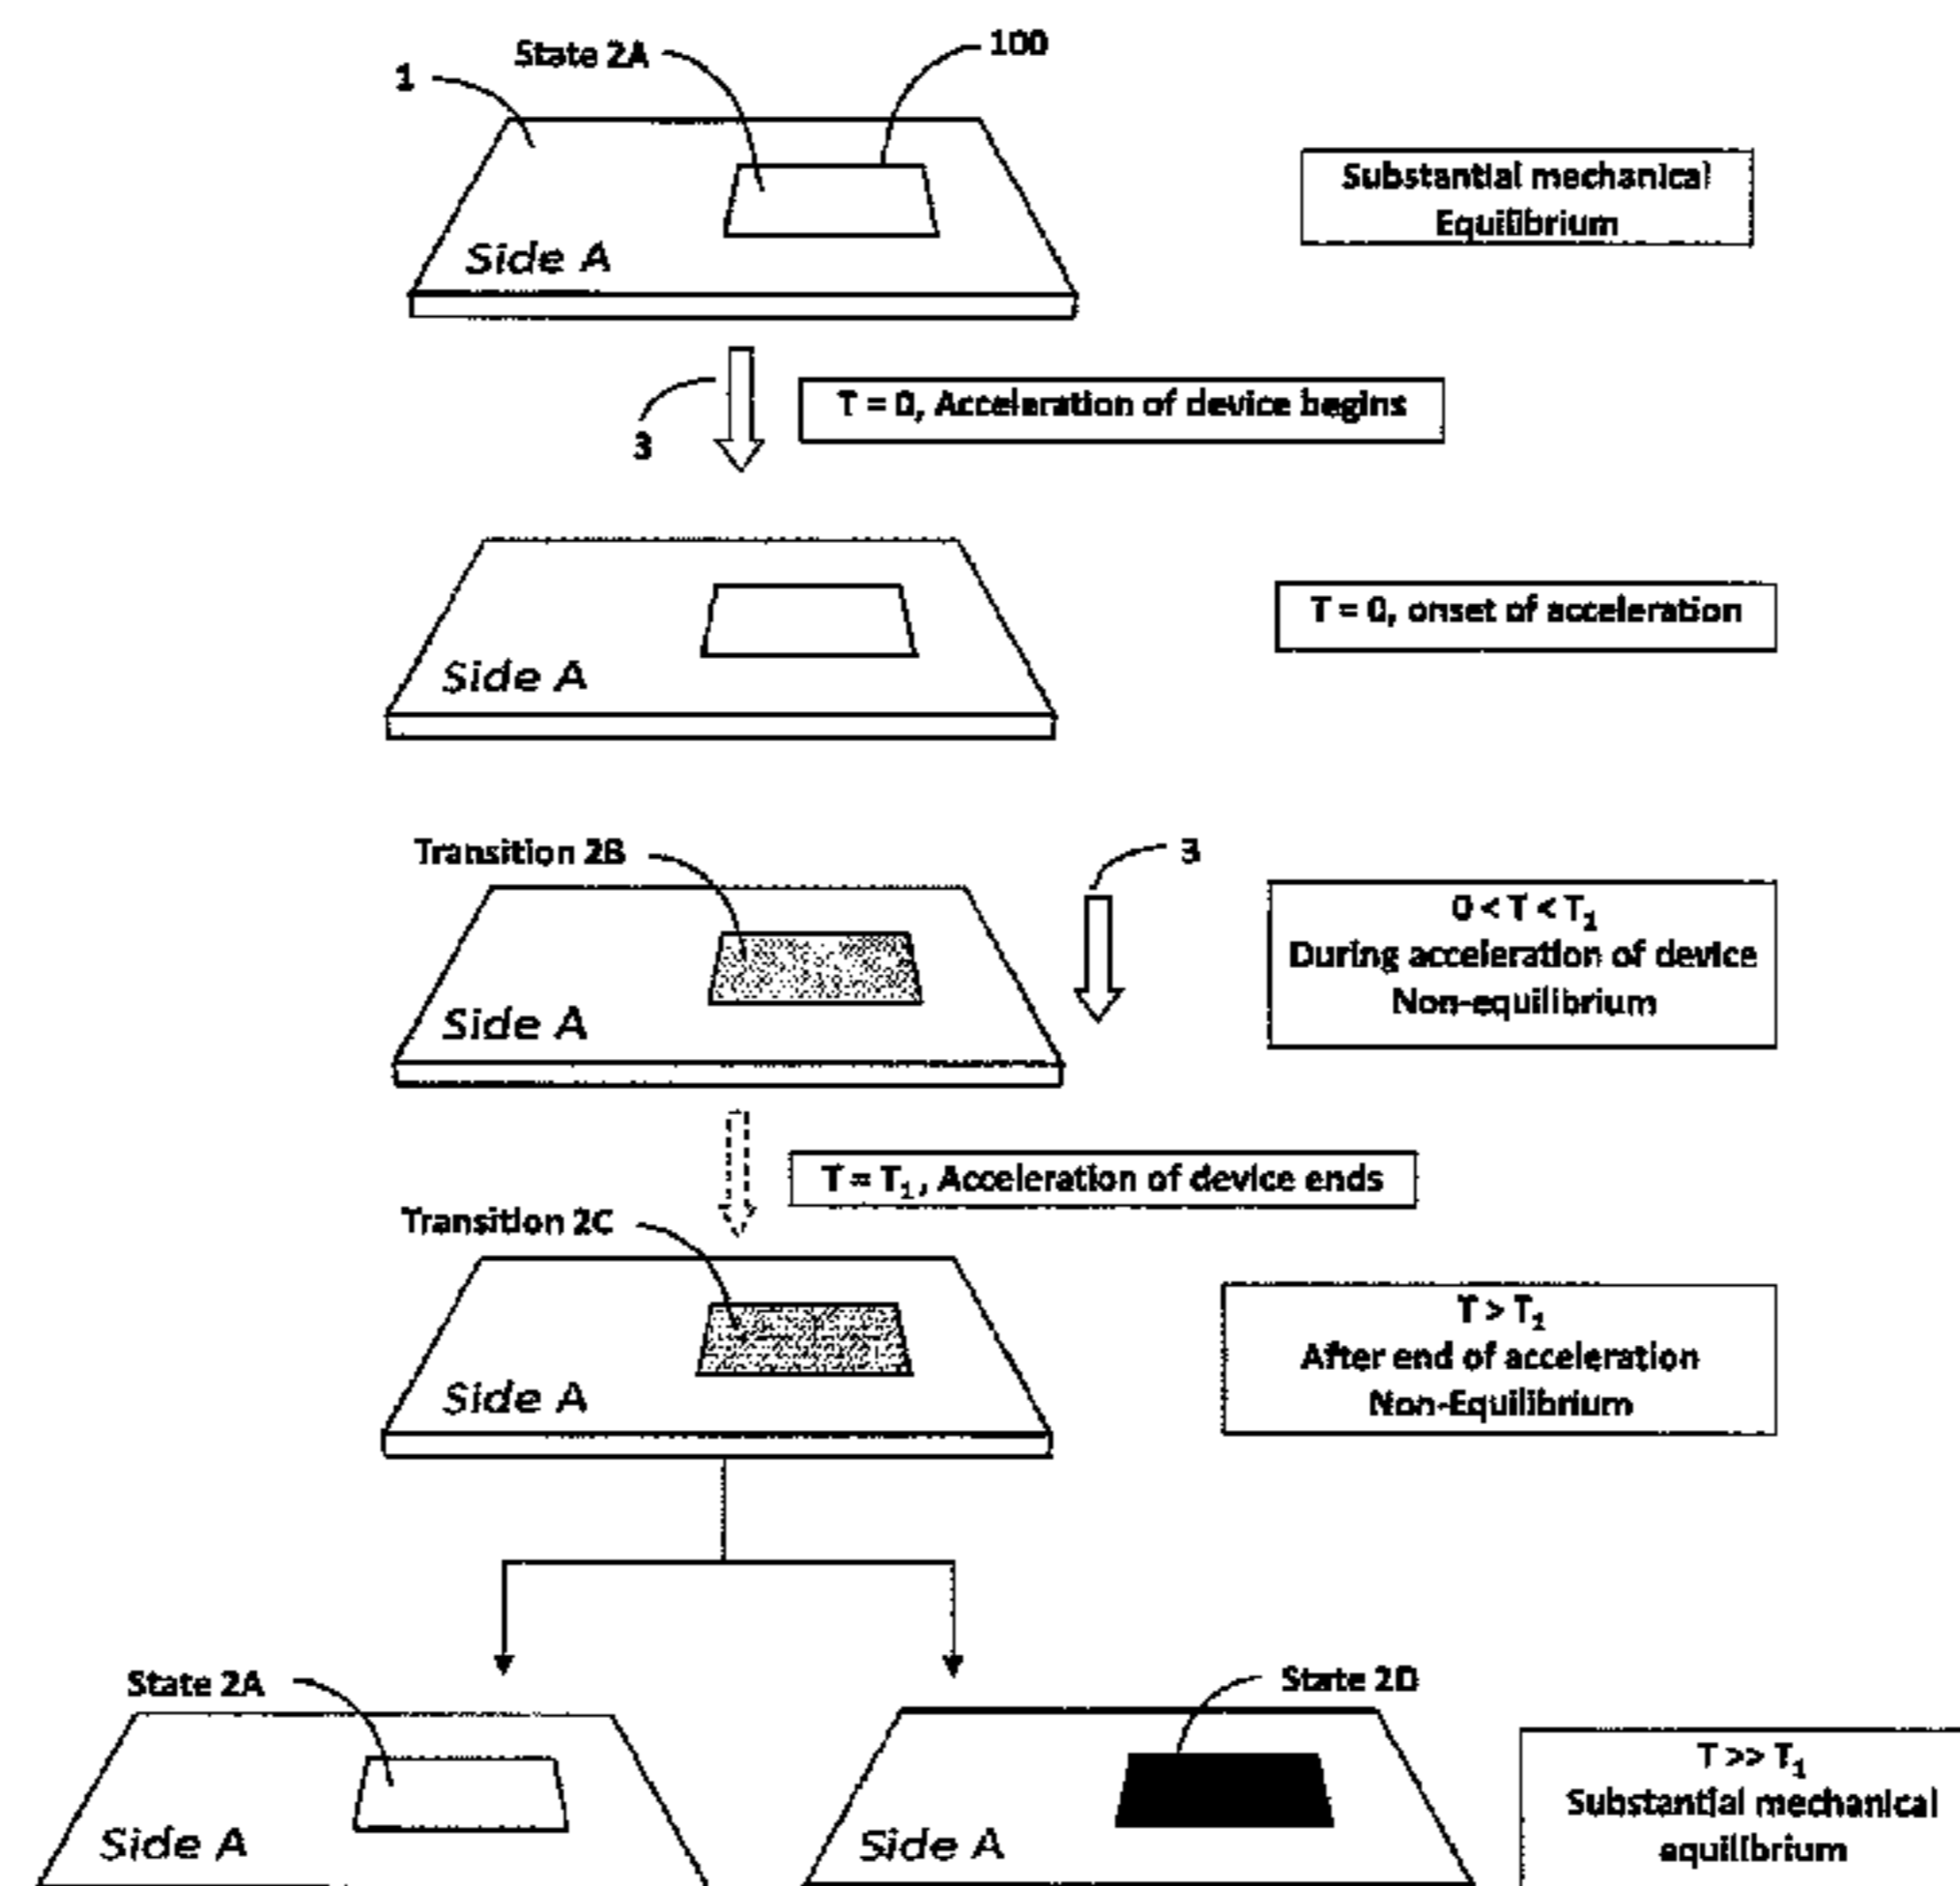 State 2A
100
1
Substantial mechanical
Equilibrium
Side A
T = 0, Acceleration of device begins
3
T = 0, onset of acceleration
Side A
Transition 2B
3
0 < T < T₁
During acceleration of device
Non-equilibrium
Side A
T = T₁, Acceleration of device ends
Transition 2C
T > T₁
After end of acceleration
Non-Equilibrium
Side A
State 2A
State 2D
T >> T₁
Substantial mechanical
equilibrium
Side A
Side A